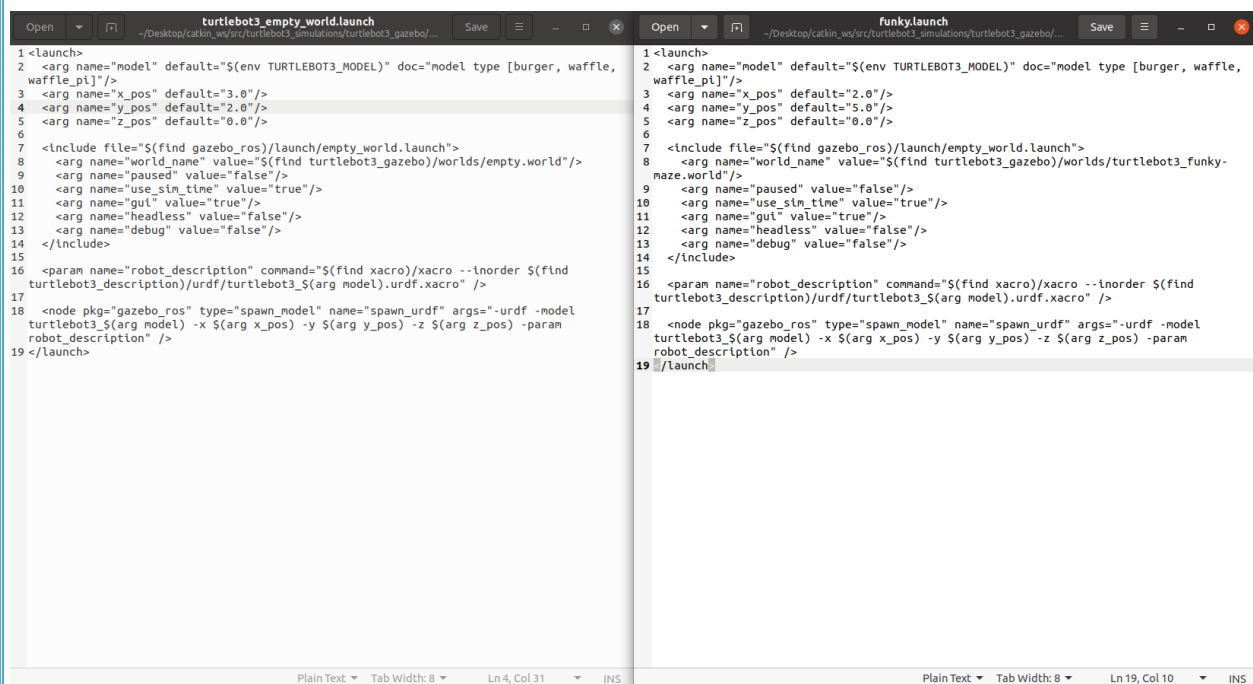 Open
turtlebot3_empty_world.launch
~/Desktop/catkin_ws/src/turtlebot3_simulations/turtlebot3_gazebo/...
Save
1 <launch>
2   <arg name="model" default="$(env TURTLEBOT3_MODEL)" doc="model type [burger, waffle,
waffle_pi]"/>
3   <arg name="x_pos" default="3.0"/>
4   <arg name="y_pos" default="2.0"/>
5   <arg name="z_pos" default="0.0"/>
6
7   <include file="$(find gazebo_ros)/launch/empty_world.launch">
8     <arg name="world_name" value="$(find turtlebot3_gazebo)/worlds/empty.world"/>
9     <arg name="paused" value="false"/>
10     <arg name="use_sim_time" value="true"/>
11     <arg name="gui" value="true"/>
12     <arg name="headless" value="false"/>
13     <arg name="debug" value="false"/>
14   </include>
15
16   <param name="robot_description" command="$(find xacro)/xacro --inorder $(find
turtlebot3_description)/urdf/turtlebot3_$(arg model).urdf.xacro" />
17
18   <node pkg="gazebo_ros" type="spawn_model" name="spawn_urdf" args="-urdf -model
turtlebot3_$(arg model) -x $(arg x_pos) -y $(arg y_pos) -z $(arg z_pos) -param
robot_description" />
19 </launch>
Plain Text Tab Width: 8 Ln 4, Col 31 INS
Open
funky.launch
~/Desktop/catkin_ws/src/turtlebot3_simulations/turtlebot3_gazebo/...
Save
1 <launch>
2   <arg name="model" default="$(env TURTLEBOT3_MODEL)" doc="model type [burger, waffle,
waffle_pi]"/>
3   <arg name="x_pos" default="2.0"/>
4   <arg name="y_pos" default="5.0"/>
5   <arg name="z_pos" default="0.0"/>
6
7   <include file="$(find gazebo_ros)/launch/empty_world.launch">
8     <arg name="world_name" value="$(find turtlebot3_gazebo)/worlds/turtlebot3_funky-
maze.world"/>
9     <arg name="paused" value="false"/>
10     <arg name="use_sim_time" value="true"/>
11     <arg name="gui" value="true"/>
12     <arg name="headless" value="false"/>
13     <arg name="debug" value="false"/>
14   </include>
15
16   <param name="robot_description" command="$(find xacro)/xacro --inorder $(find
turtlebot3_description)/urdf/turtlebot3_$(arg model).urdf.xacro" />
17
18   <node pkg="gazebo_ros" type="spawn_model" name="spawn_urdf" args="-urdf -model
turtlebot3_$(arg model) -x $(arg x_pos) -y $(arg y_pos) -z $(arg z_pos) -param
robot_description" />
19 </launch>
Plain Text Tab Width: 8 Ln 19, Col 10 INS